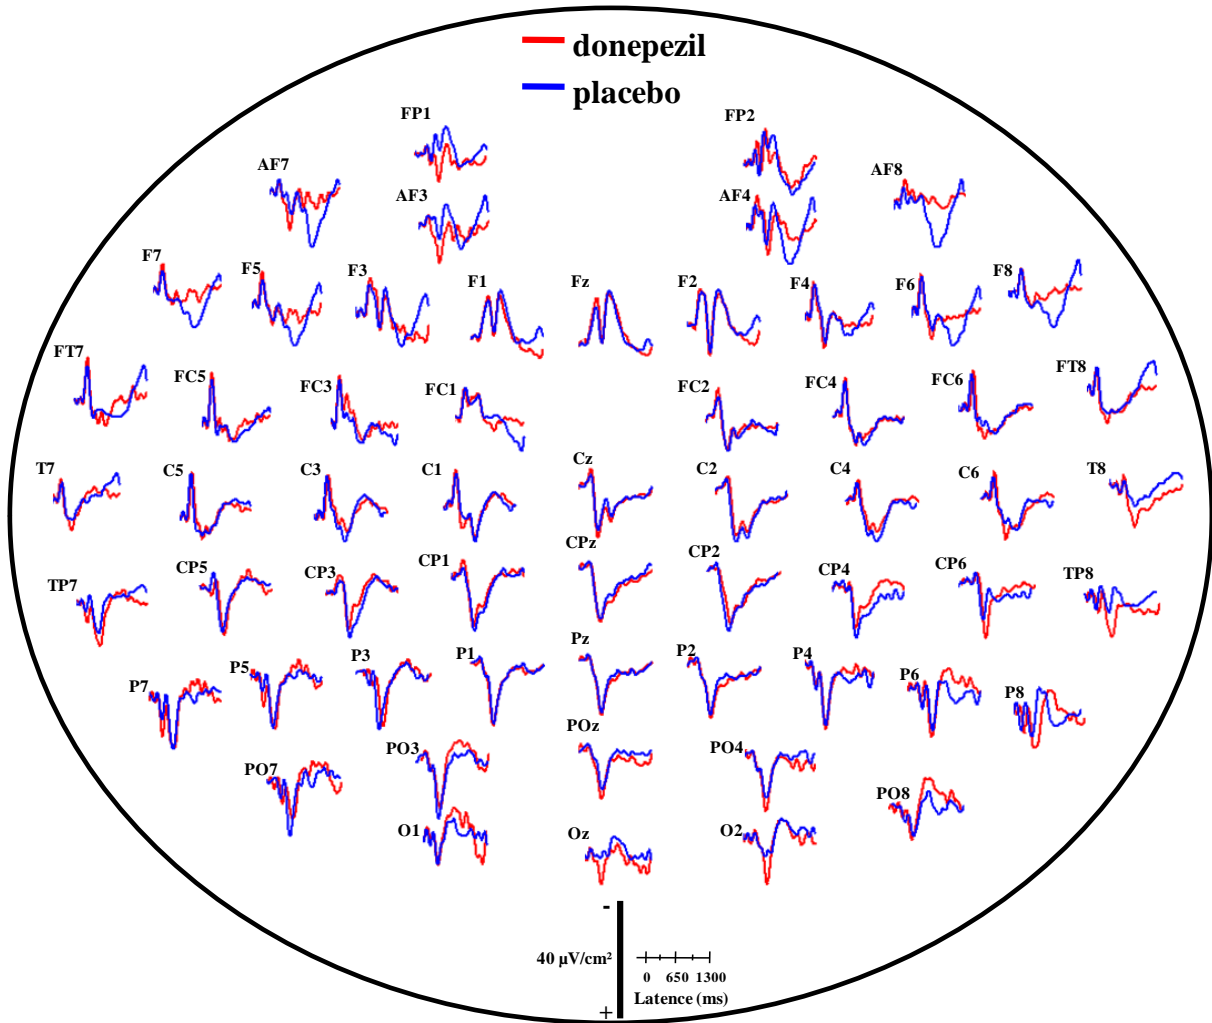 donepezil
placebo
FP1 FP2
AF7 AF8
AF3 AF4
F7 F5 F3 F1 Fz F2 F4 F6 F8
FT7 FC5 FC3 FC1 FC2 FC4 FC6 FT8
T7 C5 C3 C1 Cz C2 C4 C6 T8
TP7 CP5 CP3 CP1 CPz CP2 CP4 CP6 TP8
P7 P5 P3 P1 Pz P2 P4 P6 P8
PO7 PO3 POz PO4 PO8
O1 Oz O2
-
40 µV/cm²
0 650 1300
Latence (ms)
+